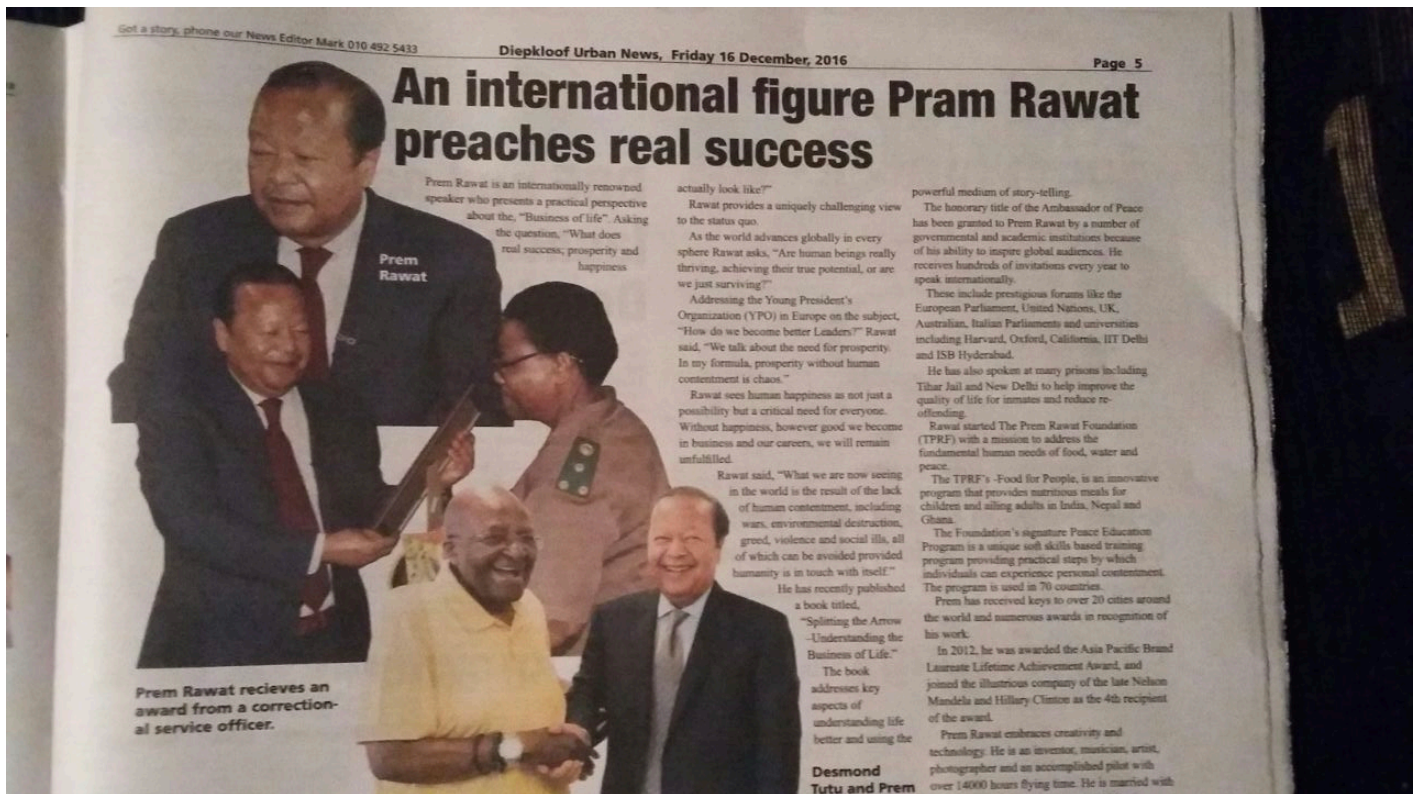 Got a story, phone our News Editor Mark 010 492 5433
Diepkloof Urban News, Friday 16 December, 2016
Page 5
An international figure Pram Rawat
preaches real success
Prem
Rawat
Prem Rawat is an internationally renowned
speaker who presents a practical perspective
about the, "Business of life". Asking
the question, "What does
real success; prosperity and
happiness
actually look like?"
Rawat provides a uniquely challenging view
to the status quo.
As the world advances globally in every
sphere Rawat asks, "Are human beings really
thriving, achieving their true potential, or are
we just surviving?"
Addressing the Young President's
Organization (YPO) in Europe on the subject,
"How do we become better Leaders?" Rawat
said, "We talk about the need for prosperity.
In my formula, prosperity without human
contentment is chaos."
Rawat sees human happiness as not just a
possibility but a critical need for everyone.
Without happiness, however good we become
in business and our careers, we will remain
unfulfilled.
Rawat said, "What we are now seeing
in the world is the result of the lack
of human contentment, including
wars, environmental destruction,
greed, violence and social ills, all
of which can be avoided provided
humanity is in touch with itself."
He has recently published
a book titled,
"Splitting the Arrow
-Understanding the
Business of Life."
The book
addresses key
aspects of
understanding life
better and using the
powerful medium of story-telling.
The honorary title of the Ambassador of Peace
has been granted to Prem Rawat by a number of
governmental and academic institutions because
of his ability to inspire global audiences. He
receives hundreds of invitations every year to
speak internationally.
These include prestigious forums like the
European Parliament, United Nations, UK,
Australian, Italian Parliaments and universities
including Harvard, Oxford, California, IIT Delhi
and ISB Hyderabad.
He has also spoken at many prisons including
Tihar Jail and New Delhi to help improve the
quality of life for inmates and reduce re-
offending.
Rawat started The Prem Rawat Foundation
(TPRF) with a mission to address the
fundamental human needs of food, water and
peace.
The TPRF's -Food for People, is an innovative
program that provides nutritious meals for
children and ailing adults in India, Nepal and
Ghana.
The Foundation's signature Peace Education
Program is a unique soft skills based training
program providing practical steps by which
individuals can experience personal contentment.
The program is used in 70 countries.
Prem has received keys to over 20 cities around
the world and numerous awards in recognition of
his work.
In 2012, he was awarded the Asia Pacific Brand
Laureate Lifetime Achievement Award, and
joined the illustrious company of the late Nelson
Mandela and Hillary Clinton as the 4th recipient
of the award.
Prem Rawat embraces creativity and
technology. He is an inventor, musician, artist,
photographer and an accomplished pilot with
over 14000 hours flying time. He is married with
Prem Rawat recieves an
award from a correction-
al service officer.
Desmond
Tutu and Prem